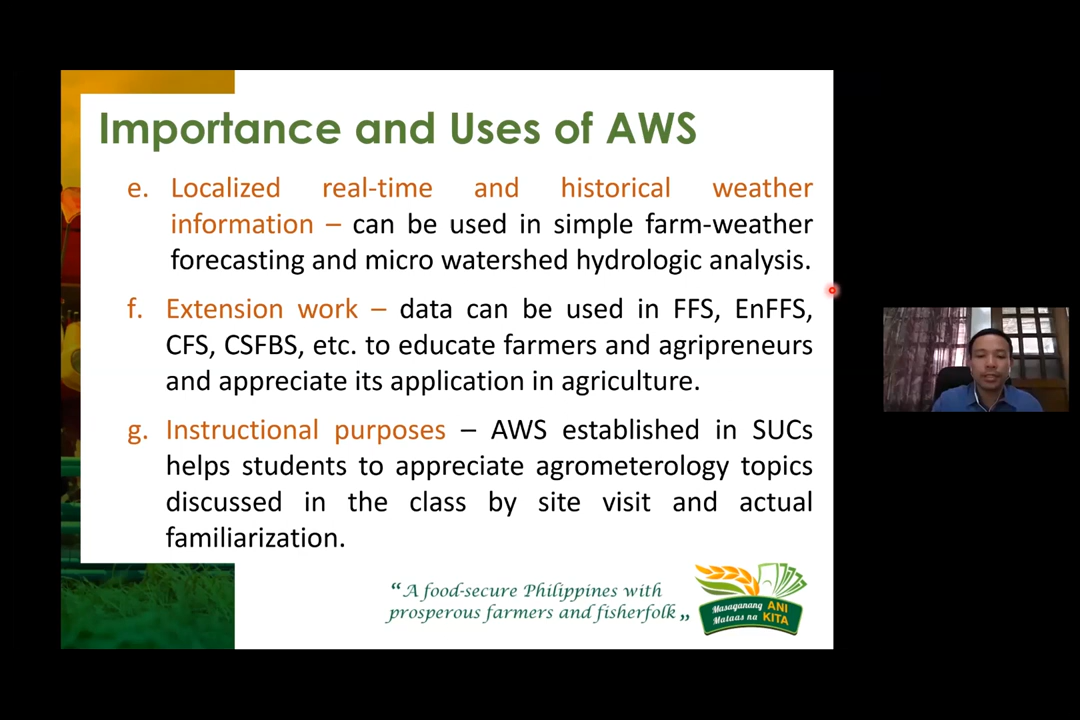 Importance and Uses of AWS
e. Localized real-time and historical weather
information – can be used in simple farm-weather
forecasting and micro watershed hydrologic analysis.
f. Extension work – data can be used in FFS, EnFFS,
CFS, CSFBS, etc. to educate farmers and agripreneurs
and appreciate its application in agriculture.
g. Instructional purposes – AWS established in SUCs
helps students to appreciate agrometerology topics
discussed in the class by site visit and actual
familiarization.
“A food-secure Philippines with
prosperous farmers and fisherfolk„
Masaganang ANI
Mataas na KITA